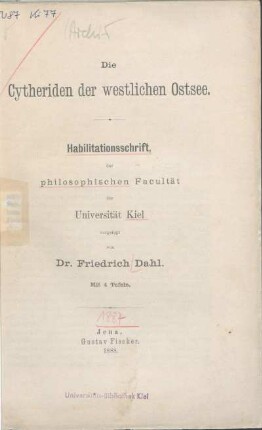 Die
Cytheriden der westlichen Ostsee.
Habilitationsschrift,
der
philosophischen Facultät
der
Universität Kiel
vorgelegt
von
Dr. Friedrich Dahl.
Mit 4 Tafeln.
Jena,
Gustav Fischer.
1888.
Universitäts-Bibliothek Kiel